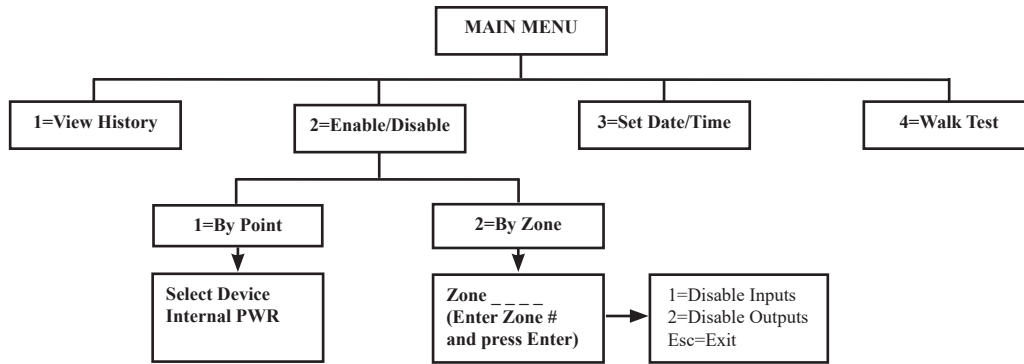 MAIN MENU
1=View History
2=Enable/Disable
3=Set Date/Time
4=Walk Test
1=By Point
2=By Zone
Select Device
Internal PWR
Zone _ _ _ _
(Enter Zone #
and press Enter)
1=Disable Inputs
2=Disable Outputs
Esc=Exit